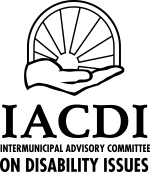 IACDI
INTERMUNICIPAL ADVISORY COMMITTEE
ON DISABILITY ISSUES